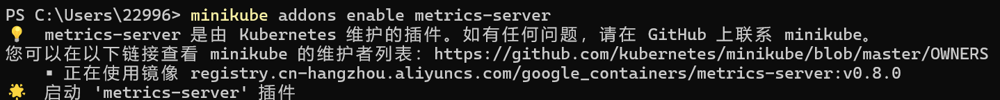 PS C:\Users\22996> minikube addons enable metrics-server
💡 metrics-server 是由 Kubernetes 维护的插件。如有任何问题，请在 GitHub 上联系 minikube。
您可以在以下链接查看 minikube 的维护者列表：https://github.com/kubernetes/minikube/blob/master/OWNERS
▪ 正在使用镜像 registry.cn-hangzhou.aliyuncs.com/google_containers/metrics-server:v0.8.0
🌟 启动 'metrics-server' 插件